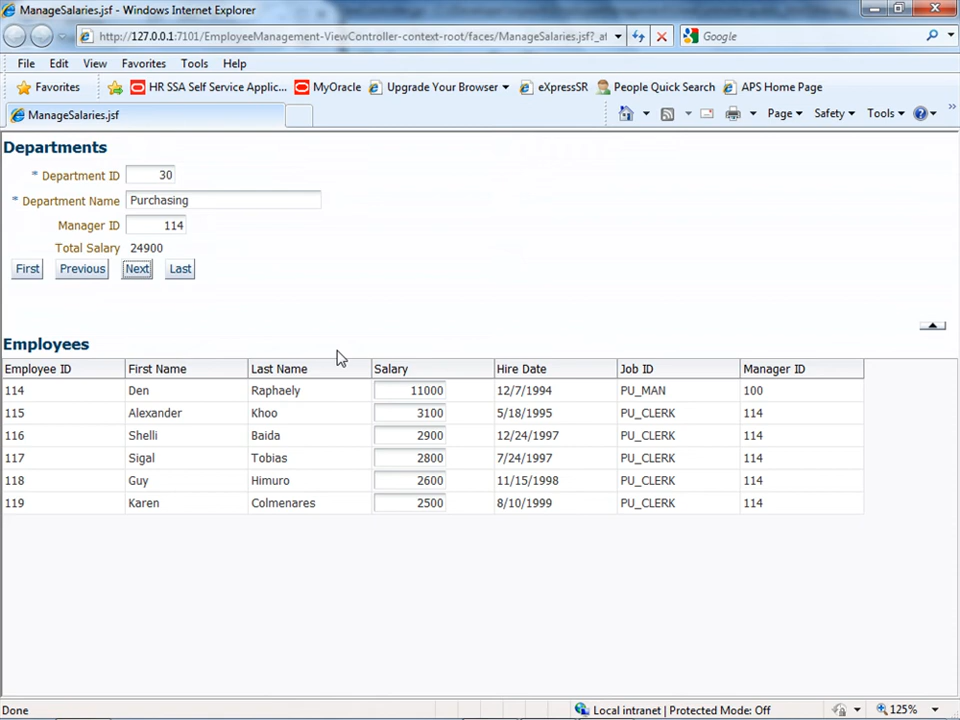 ManageSalaries.jsf - Windows Internet Explorer
http://127.0.0.1:7101/EmployeeManagement-ViewController-context-root/faces/ManageSalaries.jsf?_af
Google
File Edit View Favorites Tools Help
Favorites HR SSA Self Service Applic... MyOracle Upgrade Your Browser eXpressSR People Quick Search APS Home Page
ManageSalaries.jsf
Page Safety Tools
Departments
* Department ID 30
* Department Name Purchasing
Manager ID 114
Total Salary 24900
First Previous Next Last
Employees
Employee ID First Name Last Name Salary Hire Date Job ID Manager ID
114 Den Raphaely 11000 12/7/1994 PU_MAN 100
115 Alexander Khoo 3100 5/18/1995 PU_CLERK 114
116 Shelli Baida 2900 12/24/1997 PU_CLERK 114
117 Sigal Tobias 2800 7/24/1997 PU_CLERK 114
118 Guy Himuro 2600 11/15/1998 PU_CLERK 114
119 Karen Colmenares 2500 8/10/1999 PU_CLERK 114
Done Local intranet | Protected Mode: Off 125%